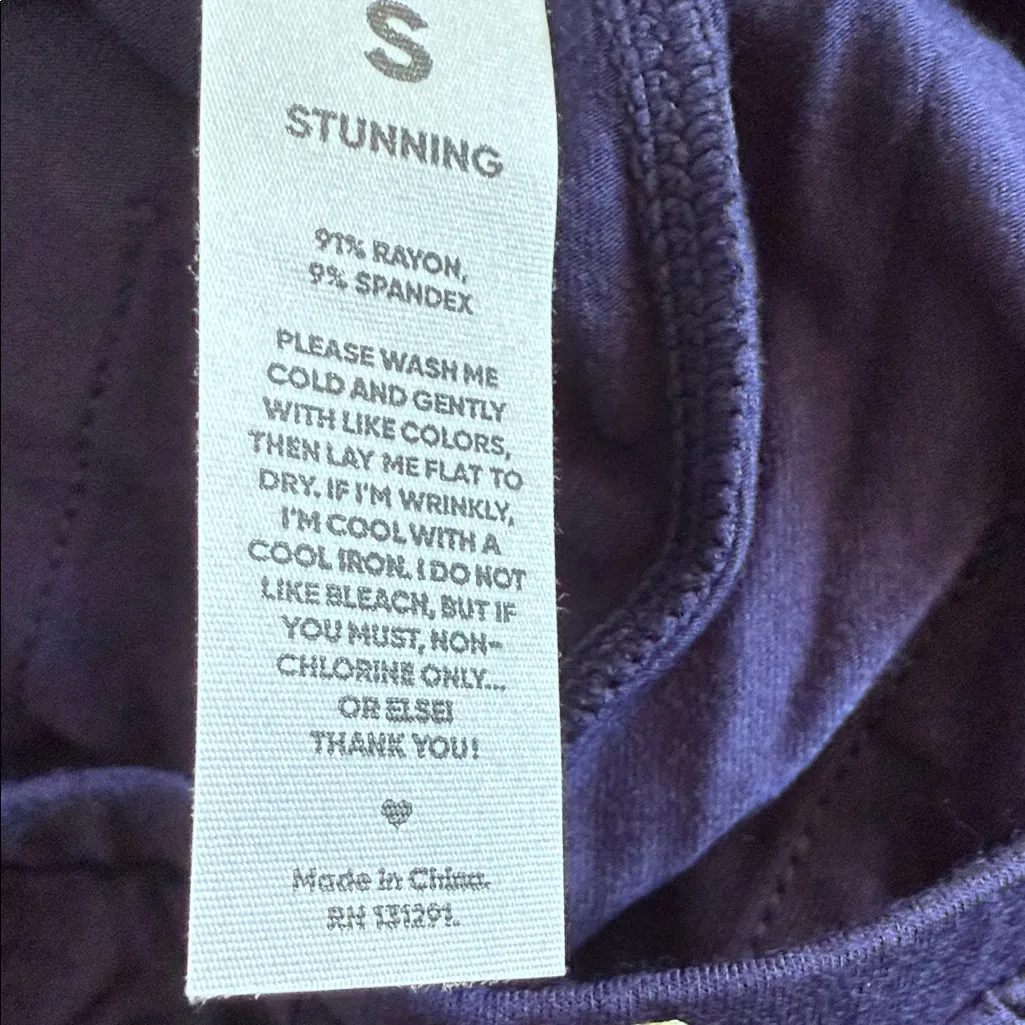 S
STUNNING
91% RAYON,
9% SPANDEX
PLEASE WASH ME
COLD AND GENTLY
WITH LIKE COLORS,
THEN LAY ME FLAT TO
DRY. IF I'M WRINKLY,
I'M COOL WITH A
COOL IRON. I DO NOT
LIKE BLEACH, BUT IF
YOU MUST, NON-
CHLORINE ONLY...
OR ELSE!
THANK YOU!
Made in China.
RN 131291.